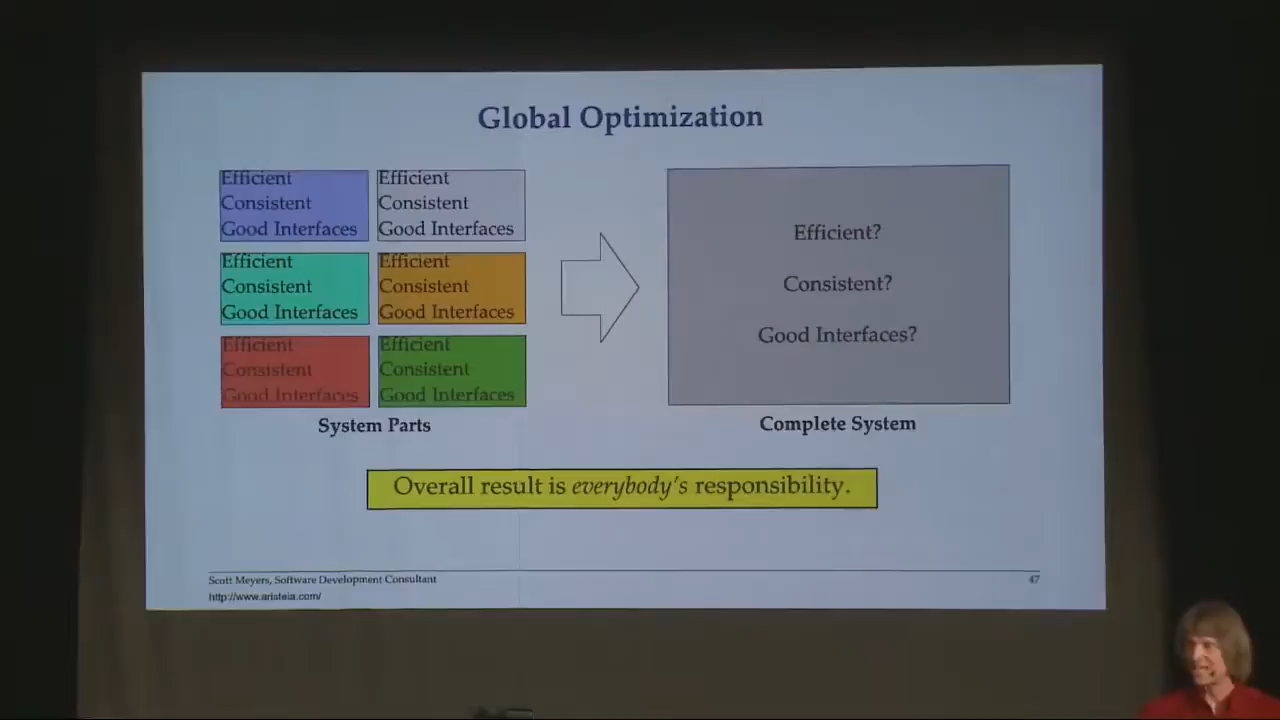 Global Optimization
Efficient
Consistent
Good Interfaces
Efficient
Consistent
Good Interfaces
Efficient
Consistent
Good Interfaces
Efficient
Consistent
Good Interfaces
Efficient
Consistent
Good Interfaces
Efficient
Consistent
Good Interfaces
System Parts
Efficient?
Consistent?
Good Interfaces?
Complete System
Overall result is everybody's responsibility.
Scott Meyers, Software Development Consultant
http://www.aristeia.com/
47